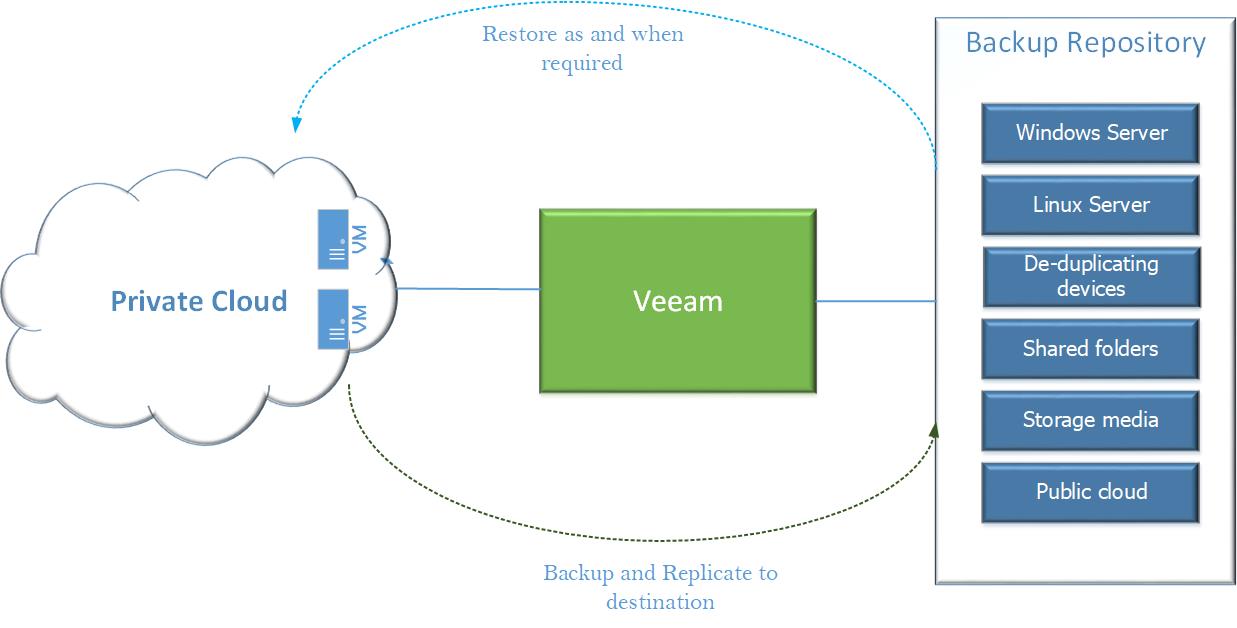 Restore as and when
required
Backup Repository
Windows Server
Linux Server
De-duplicating
devices
Shared folders
Storage media
Public cloud
Private Cloud
VM
VM
Veeam
Backup and Replicate to
destination